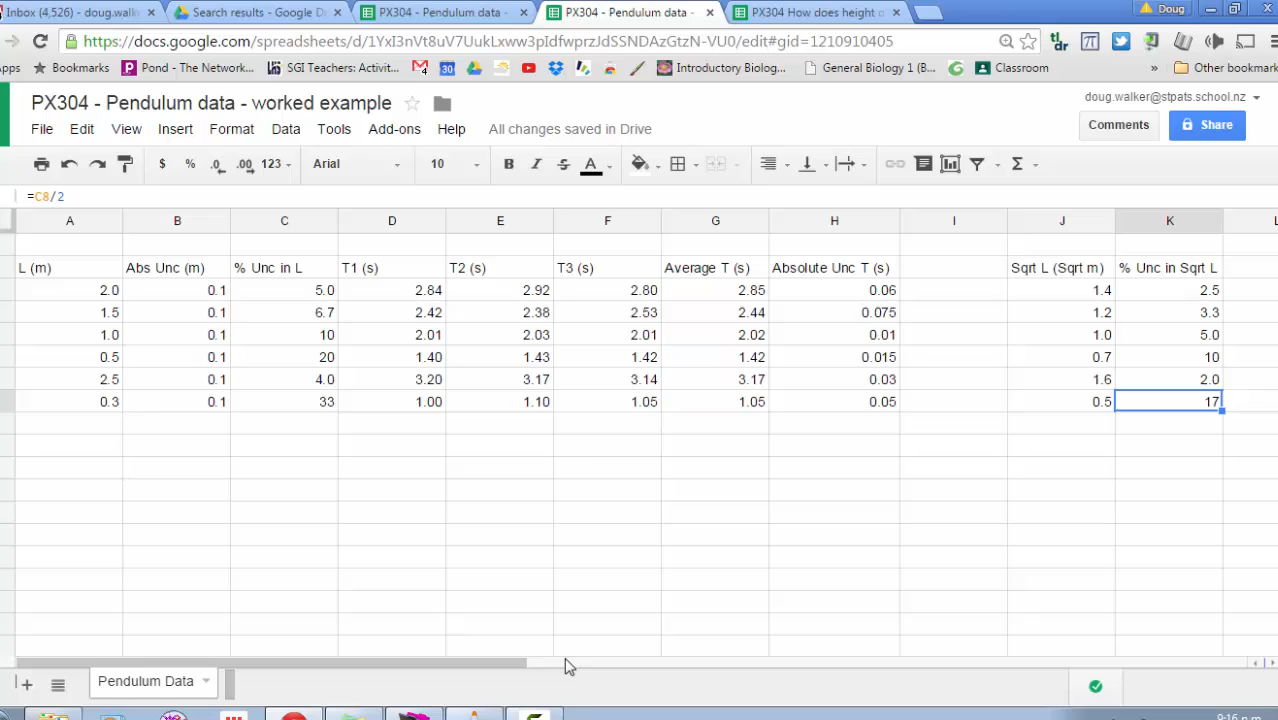 Inbox (4,526) - doug.walk × Search results - Google D × PX304 - Pendulum data - × PX304 - Pendulum data - × PX304 How does height o × Doug
https://docs.google.com/spreadsheets/d/1YxI3nVt8uV7UukLxww3pIdfwprzJdSSNDAzGtzN-VU0/edit#gid=1210910405
Apps Bookmarks Pond - The Network... SGI Teachers: Activit... Introductory Biolog... General Biology 1 (B... Classroom » Other bookmark
PX304 - Pendulum data - worked example
doug.walker@stpats.school.nz
File Edit View Insert Format Data Tools Add-ons Help All changes saved in Drive
Comments Share
$ % .0 .00 123 Arial 10 B I S A Σ
=C8/2
A B C D E F G H I J K L
L (m) Abs Unc (m) % Unc in L T1 (s) T2 (s) T3 (s) Average T (s) Absolute Unc T (s) Sqrt L (Sqrt m) % Unc in Sqrt L
2.0 0.1 5.0 2.84 2.92 2.80 2.85 0.06 1.4 2.5
1.5 0.1 6.7 2.42 2.38 2.53 2.44 0.075 1.2 3.3
1.0 0.1 10 2.01 2.03 2.01 2.02 0.01 1.0 5.0
0.5 0.1 20 1.40 1.43 1.42 1.42 0.015 0.7 10
2.5 0.1 4.0 3.20 3.17 3.14 3.17 0.03 1.6 2.0
0.3 0.1 33 1.00 1.10 1.05 1.05 0.05 0.5 17
Pendulum Data
9:16 p.m.